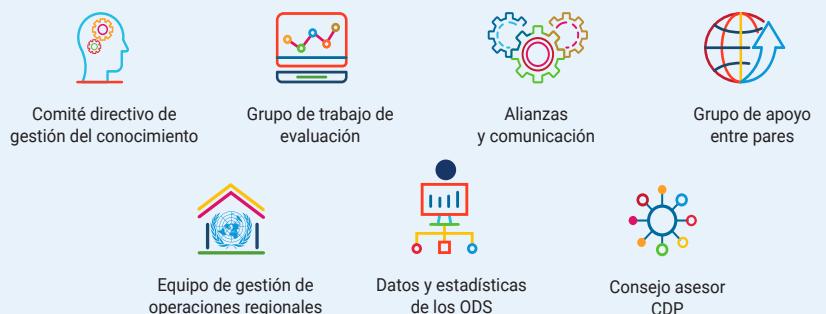 Comité directivo de
gestión del conocimiento
Grupo de trabajo de
evaluación
Alianzas
y comunicación
Grupo de apoyo
entre pares
Equipo de gestión de
operaciones regionales
Datos y estadísticas
de los ODS
Consejo asesor
CDP